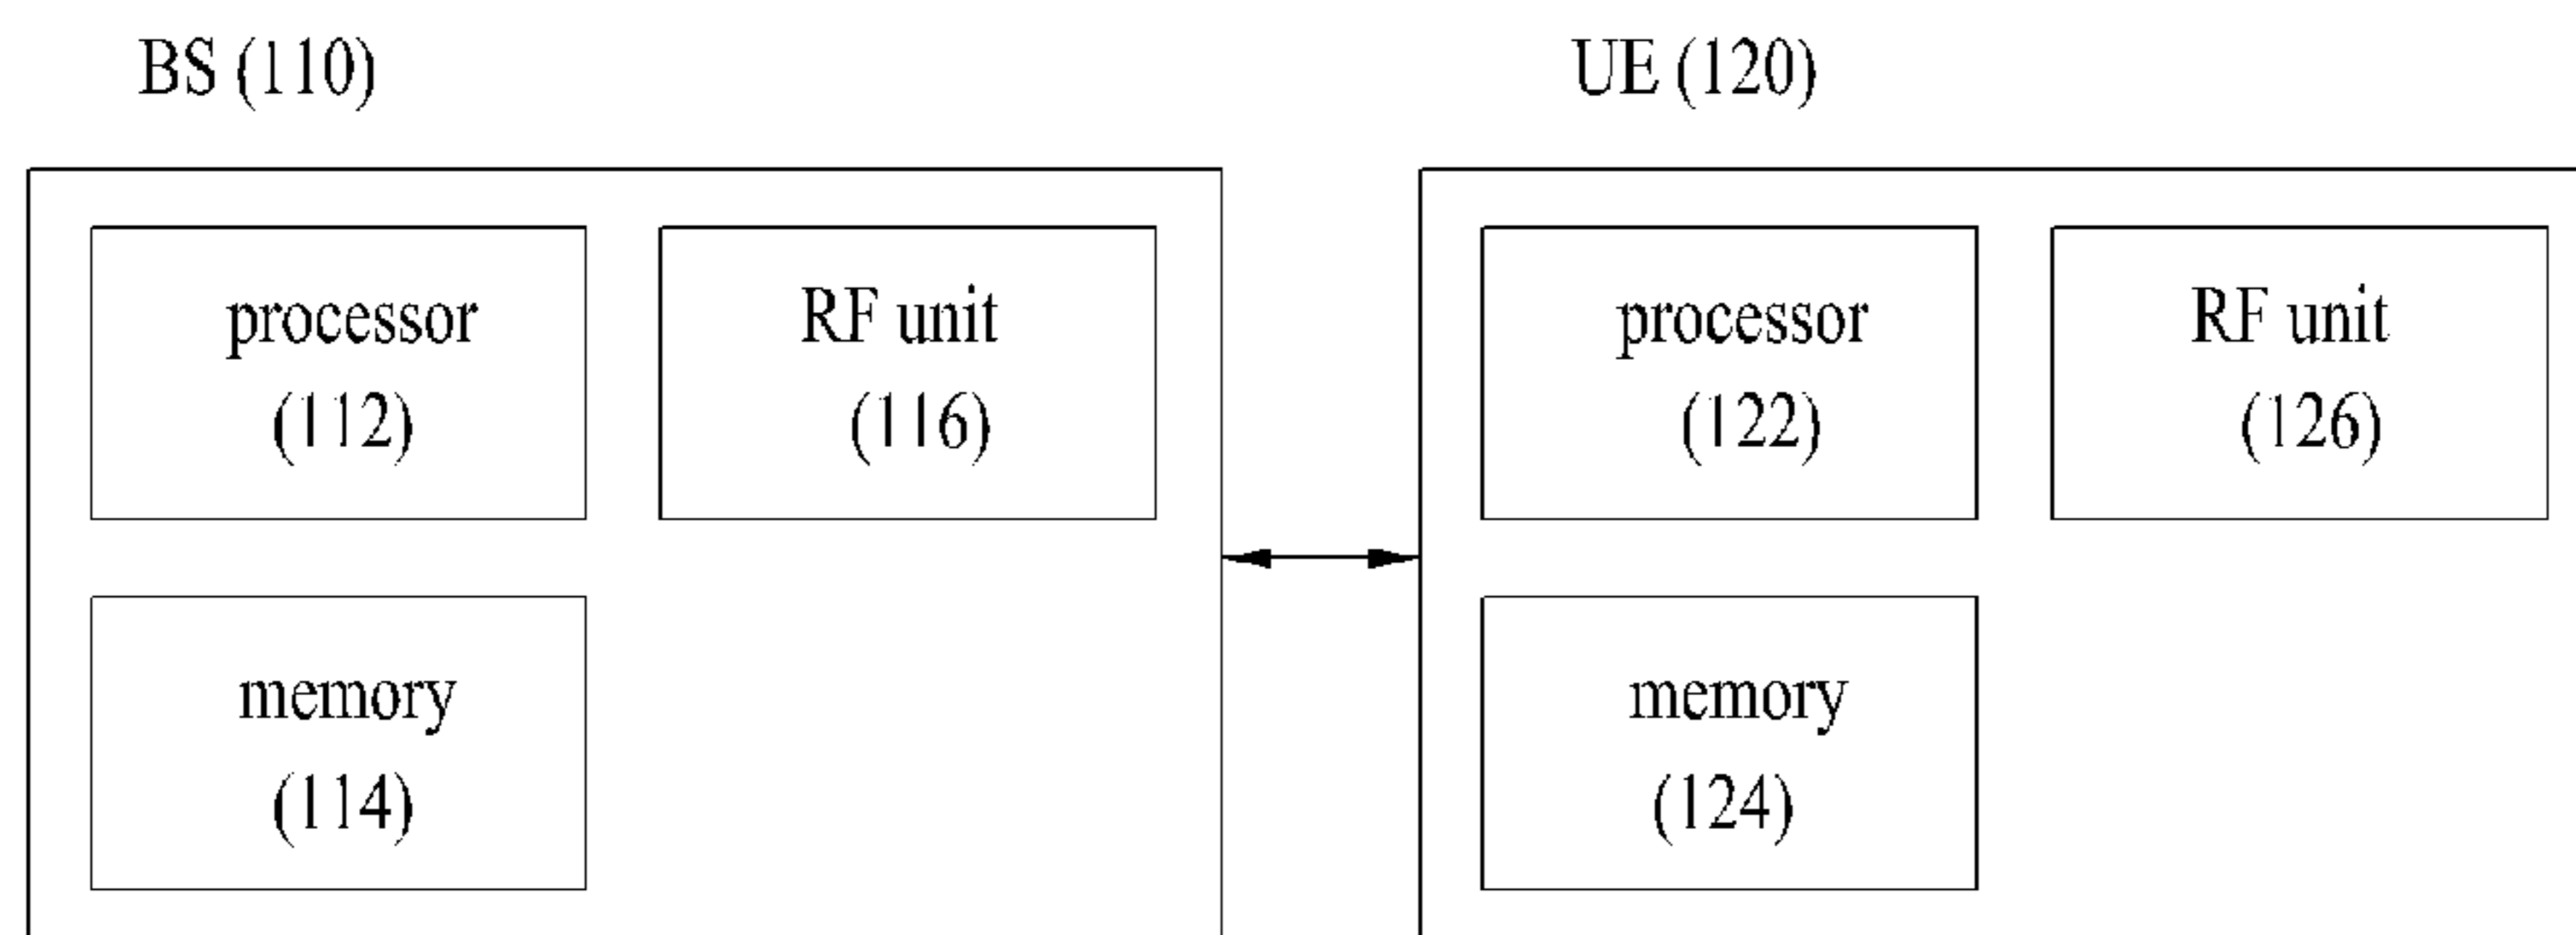 BS (110)
UE (120)
processor
(112)
RF unit
(116)
processor
(122)
RF unit
(126)
memory
(114)
memory
(124)